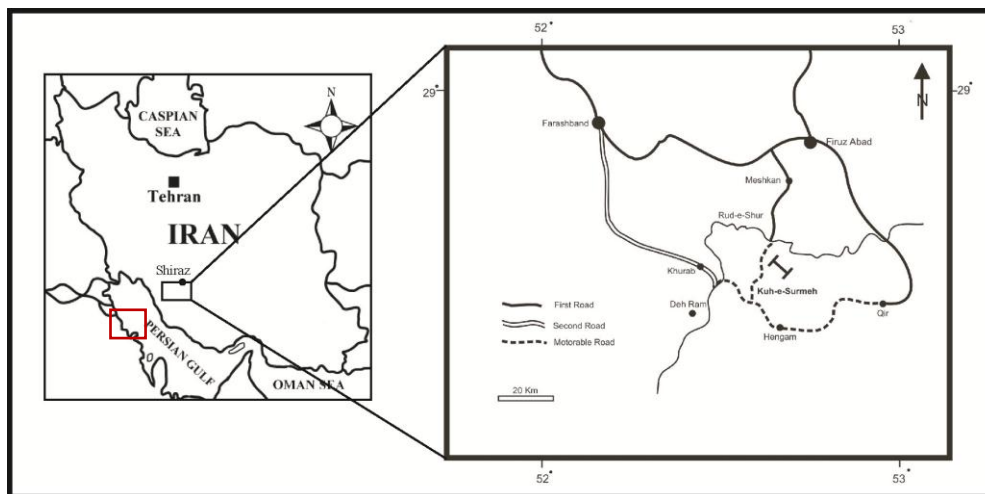 CASPIAN
SEA
N
Tehran
IRAN
Shiraz
PERSIAN GULF
OMAN SEA
52°
53
29°
29°
N
Farashband
Firuz Abad
Meshkan
Rud-e-Shur
Khurab
Kuh-e-Surmeh
Deh Ram
Qir
Hengam
First Road
Second Road
Motorable Road
20 Km
52°
53